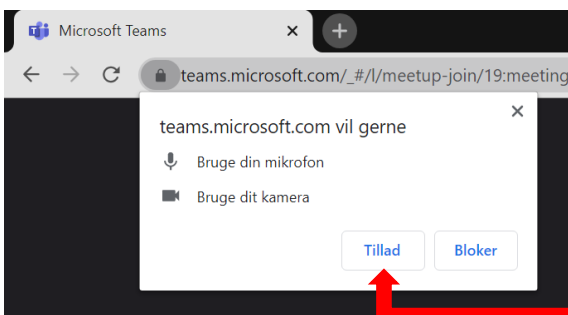 Microsoft Teams
teams.microsoft.com/_#/l/meetup-join/19:meeting
teams.microsoft.com vil gerne
Bruge din mikrofon
Bruge dit kamera
Tillad Bloker